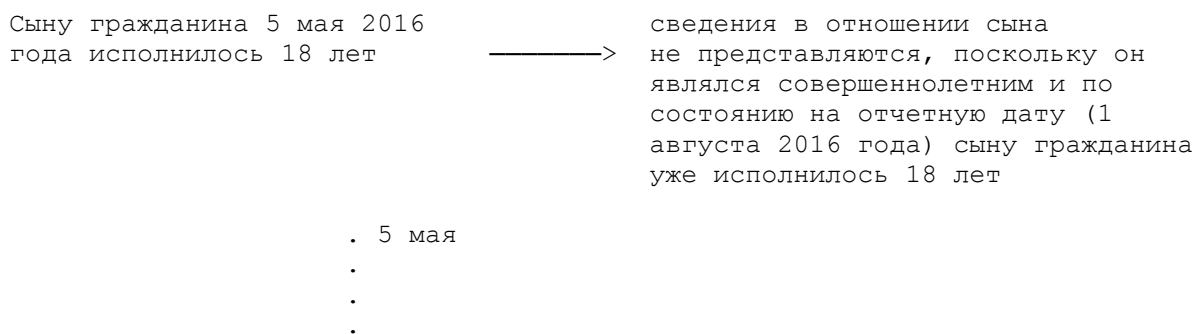 Сыну гражданина 5 мая 2016
года исполнилось 18 лет ───────>
сведения в отношении сына
не представляются, поскольку он
являлся совершеннолетним и по
состоянию на отчетную дату (1
августа 2016 года) сыну гражданина
уже исполнилось 18 лет
. 5 мая
.
.
.